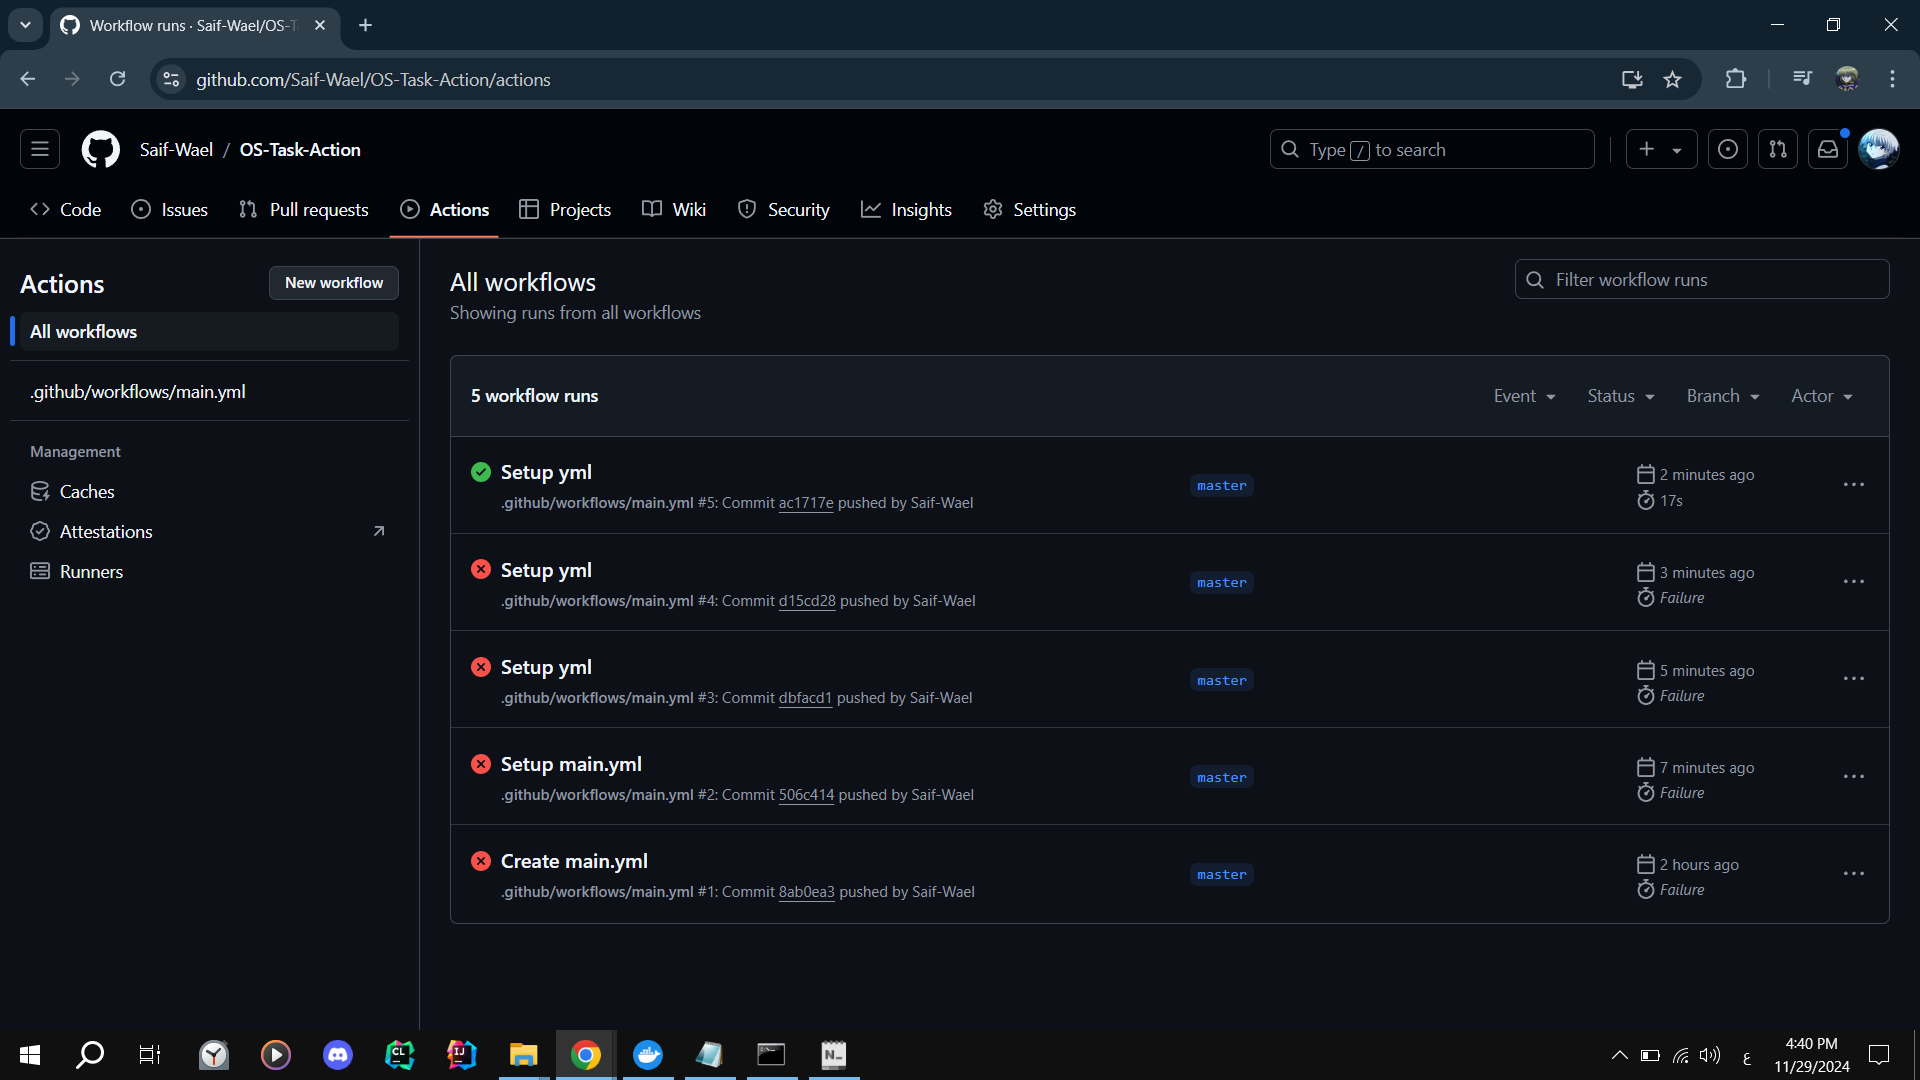 Workflow runs · Saif-Wael/OS-T
github.com/Saif-Wael/OS-Task-Action/actions
Saif-Wael / OS-Task-Action
Type / to search
Code Issues Pull requests Actions Projects Wiki Security Insights Settings
Actions
New workflow
All workflows
.github/workflows/main.yml
Management
Caches
Attestations
Runners
All workflows
Showing runs from all workflows
Filter workflow runs
5 workflow runs
Event Status Branch Actor
Setup yml
.github/workflows/main.yml #5: Commit ac1717e pushed by Saif-Wael
master
2 minutes ago
17s
Setup yml
.github/workflows/main.yml #4: Commit d15cd28 pushed by Saif-Wael
master
3 minutes ago
Failure
Setup yml
.github/workflows/main.yml #3: Commit dbfacd1 pushed by Saif-Wael
master
5 minutes ago
Failure
Setup main.yml
.github/workflows/main.yml #2: Commit 506c414 pushed by Saif-Wael
master
7 minutes ago
Failure
Create main.yml
.github/workflows/main.yml #1: Commit 8ab0ea3 pushed by Saif-Wael
master
2 hours ago
Failure
CL
IJ
N
ع
4:40 PM
11/29/2024